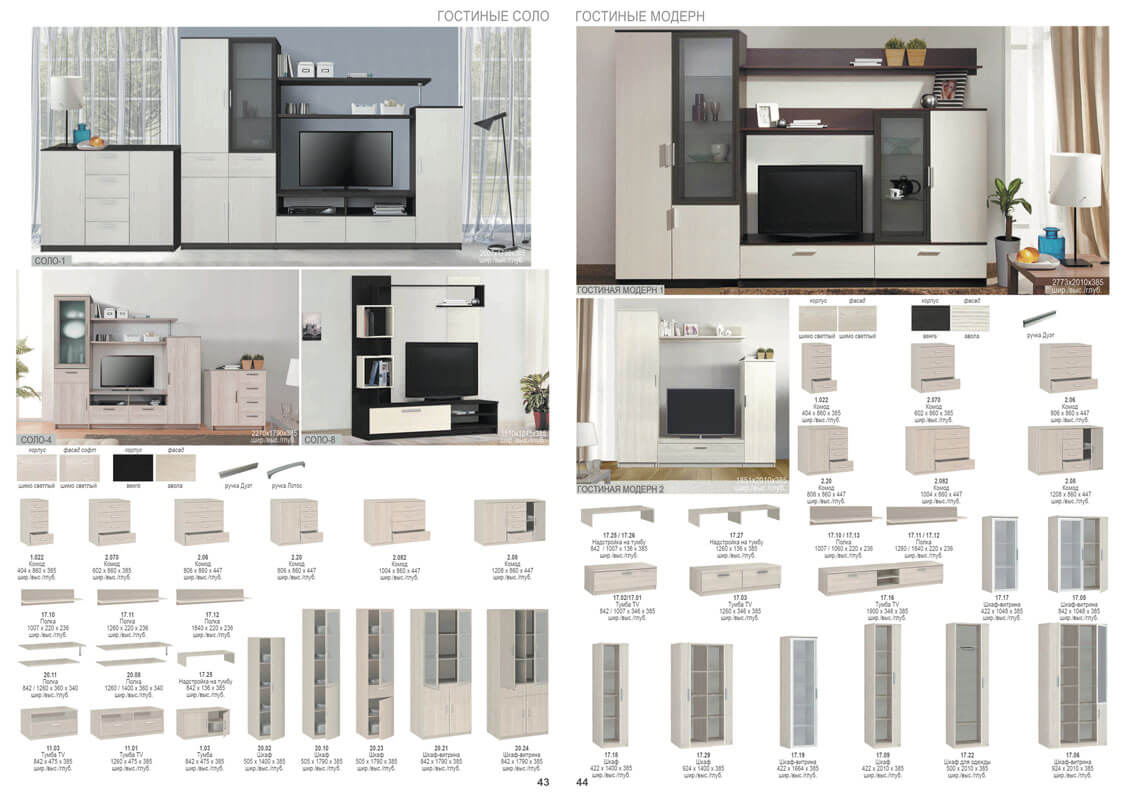 ГОСТИНЫЕ СОЛО
СОЛО-1
шир./выс./глуб.
СОЛО-4
2270x1790x385
шир./выс./глуб.
СОЛО-8
шир./выс./глуб.
корпус фасад софт корпус фасад
шимо светлый шимо светлый венге авола
ручка Дуэт ручка Лотос
1.022
Комод
404 x 860 x 385
шир./выс./глуб.
2.070
Комод
602 x 860 x 385
шир./выс./глуб.
2.06
Комод
806 x 860 x 447
шир./выс./глуб.
2.20
Комод
806 x 860 x 447
шир./выс./глуб.
2.082
Комод
1004 x 860 x 447
шир./выс./глуб.
2.08
Комод
1208 x 860 x 447
шир./выс./глуб.
17.10
Полка
1007 x 220 x 236
шир./выс./глуб.
17.11
Полка
1260 x 220 x 236
шир./выс./глуб.
17.12
Полка
1640 x 220 x 236
шир./выс./глуб.
20.11
Полка
842 / 1260 x 360 x 340
шир./выс./глуб.
20.08
Полка
1260 / 1400 x 360 x 340
шир./выс./глуб.
17.25
Надстройка на тумбу
842 x 136 x 385
шир./выс./глуб.
11.03
Тумба TV
842 x 475 x 385
шир./выс./глуб.
11.01
Тумба TV
1260 x 475 x 385
шир./выс./глуб.
1.03
Тумба
842 x 475 x 385
шир./выс./глуб.
20.02
Шкаф
505 x 1400 x 385
шир./выс./глуб.
20.10
Шкаф
505 x 1790 x 385
шир./выс./глуб.
20.23
Шкаф
505 x 1790 x 385
шир./выс./глуб.
20.21
Шкаф-витрина
842 x 1790 x 385
шир./выс./глуб.
20.24
Шкаф-витрина
842 x 1790 x 385
шир./выс./глуб.
43
ГОСТИНЫЕ МОДЕРН
ГОСТИНАЯ МОДЕРН 1
2773x2010x385
шир./выс./глуб.
ГОСТИНАЯ МОДЕРН 2
1851x2010x385
шир./выс./глуб.
корпус фасад корпус фасад
шимо светлый шимо светлый венге авола
ручка Дуэт
1.022
Комод
404 x 860 x 385
шир./выс./глуб.
2.070
Комод
602 x 860 x 385
шир./выс./глуб.
2.06
Комод
806 x 860 x 447
шир./выс./глуб.
2.20
Комод
806 x 860 x 447
шир./выс./глуб.
2.082
Комод
1004 x 860 x 447
шир./выс./глуб.
2.08
Комод
1208 x 860 x 447
шир./выс./глуб.
17.25 / 17.26
Надстройка на тумбу
842 / 1007 x 136 x 385
шир./выс./глуб.
17.27
Надстройка на тумбу
1260 x 136 x 385
шир./выс./глуб.
17.10 / 17.13
Полка
1007 / 1060 x 220 x 236
шир./выс./глуб.
17.11 / 17.12
Полка
1260 / 1640 x 220 x 236
шир./выс./глуб.
17.02/17.01
Тумба TV
842 / 1007 x 346 x 385
шир./выс./глуб.
17.03
Тумба TV
1260 x 346 x 385
шир./выс./глуб.
17.16
Тумба TV
1900 x 346 x 385
шир./выс./глуб.
17.17
Шкаф-витрина
422 x 1046 x 385
шир./выс./глуб.
17.05
Шкаф-витрина
842 x 1046 x 385
шир./выс./глуб.
17.18
Шкаф
422 x 1400 x 385
шир./выс./глуб.
17.29
Шкаф
924 x 1400 x 385
шир./выс./глуб.
17.19
Шкаф-витрина
422 x 1664 x 385
шир./выс./глуб.
17.09
Шкаф
422 x 2010 x 385
шир./выс./глуб.
17.22
Шкаф для одежды
500 x 2010 x 385
шир./выс./глуб.
17.06
Шкаф-витрина
924 x 2010 x 385
шир./выс./глуб.
44